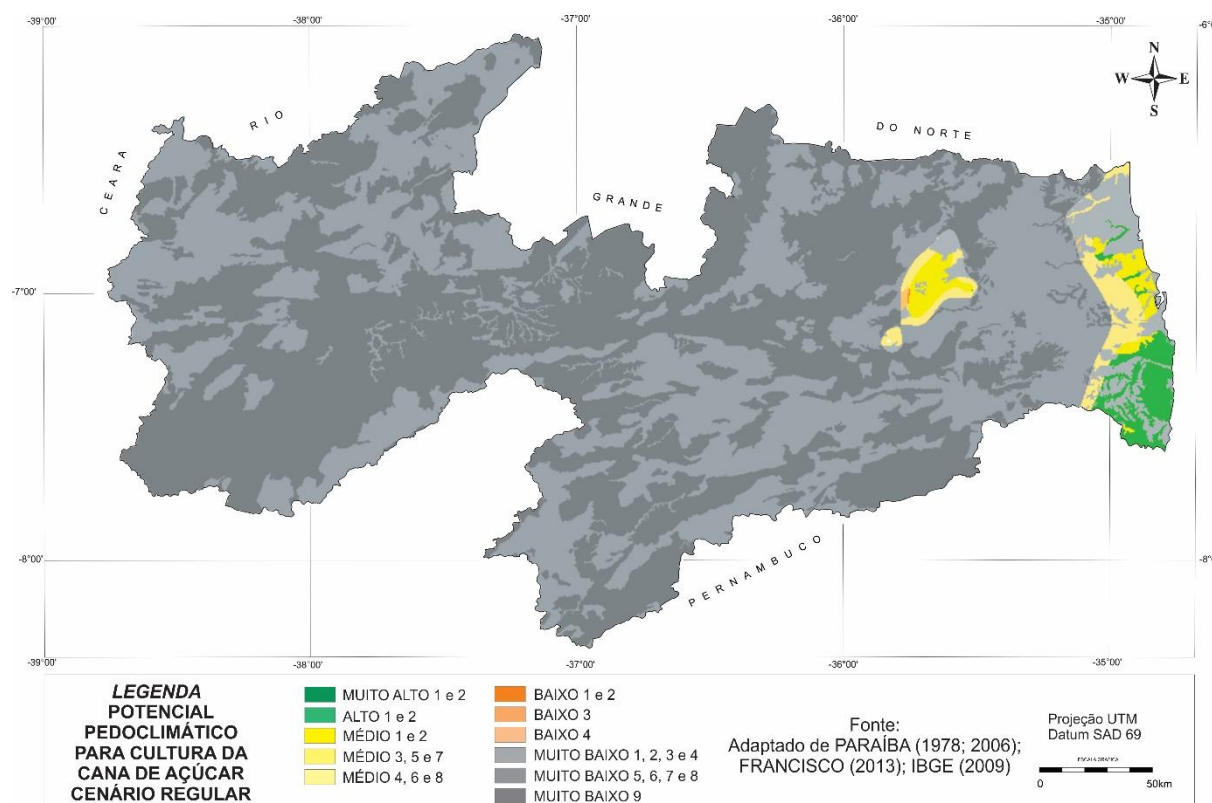 -39°00'
-38°00'
-37°00'
-36°00'
-35°00'
-6°
N
W
E
S
CEARA
RIO
GRANDE
DO NORTE
-7°00'
-7°
-8°00'
-8°
PERNAMBUCO
-39°00'
-38°00'
-37°00'
-36°00'
-35°00'
LEGENDA
POTENCIAL
PEDOCLIMÁTICO
PARA CULTURA DA
CANA DE AÇÚCAR
CENÁRIO REGULAR
MUITO ALTO 1 e 2
ALTO 1 e 2
MÉDIO 1 e 2
MÉDIO 3, 5 e 7
MÉDIO 4, 6 e 8
BAIXO 1 e 2
BAIXO 3
BAIXO 4
MUITO BAIXO 1, 2, 3 e 4
MUITO BAIXO 5, 6, 7 e 8
MUITO BAIXO 9
Fonte:
Adaptado de PARAÍBA (1978; 2006);
FRANCISCO (2013); IBGE (2009)
Projeção UTM
Datum SAD 69
ESCALA GRÁFICA
0
50km